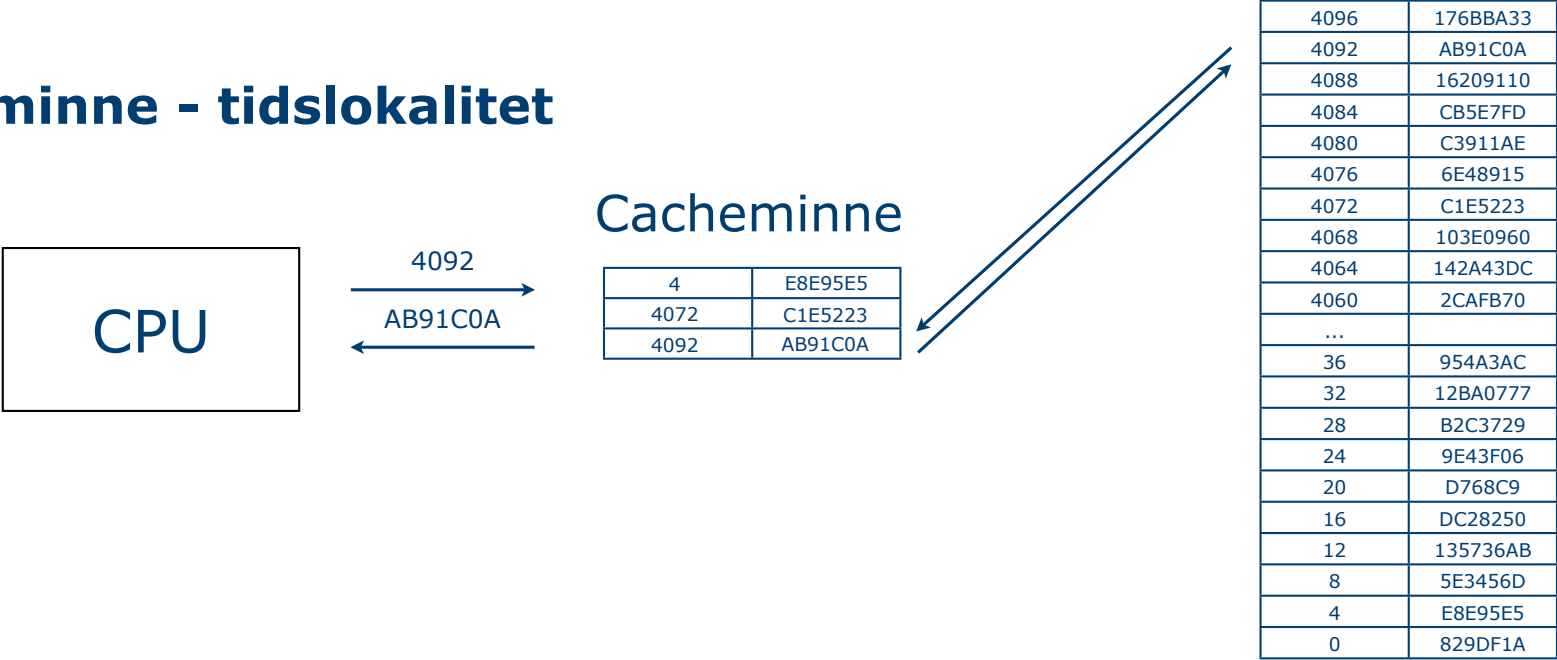 minne - tidslokalitet
Cacheminne
CPU
4092
AB91C0A
4 E8E95E5
4072 C1E5223
4092 AB91C0A
4096 176BBA33
4092 AB91C0A
4088 16209110
4084 CB5E7FD
4080 C3911AE
4076 6E48915
4072 C1E5223
4068 103E0960
4064 142A43DC
4060 2CAFB70
...
36 954A3AC
32 12BA0777
28 B2C3729
24 9E43F06
20 D768C9
16 DC28250
12 135736AB
8 5E3456D
4 E8E95E5
0 829DF1A